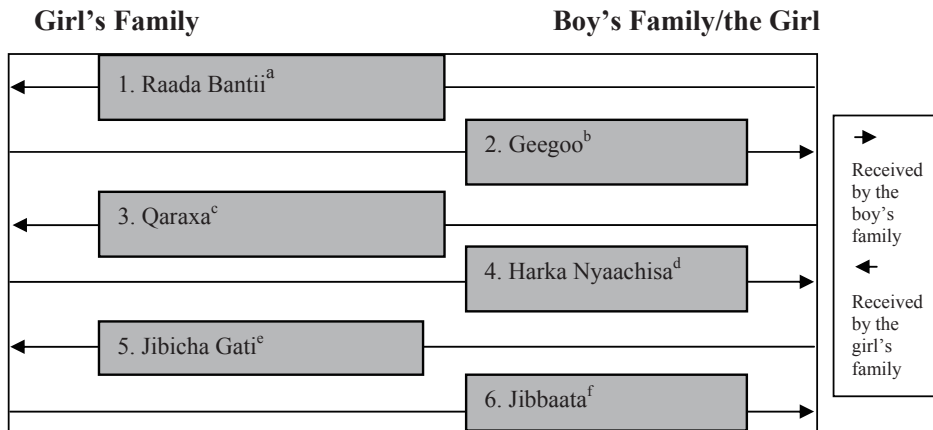 Girl's Family Boy's Family/the Girl
1. Raada Bantiiᵃ
2. Geegooᵇ
3. Qaraxaᶜ
4. Harka Nyaachisaᵈ
5. Jibicha Gatiᵉ
6. Jibbaataᶠ
Received
by the
boy's
family
Received
by the
girl's
family